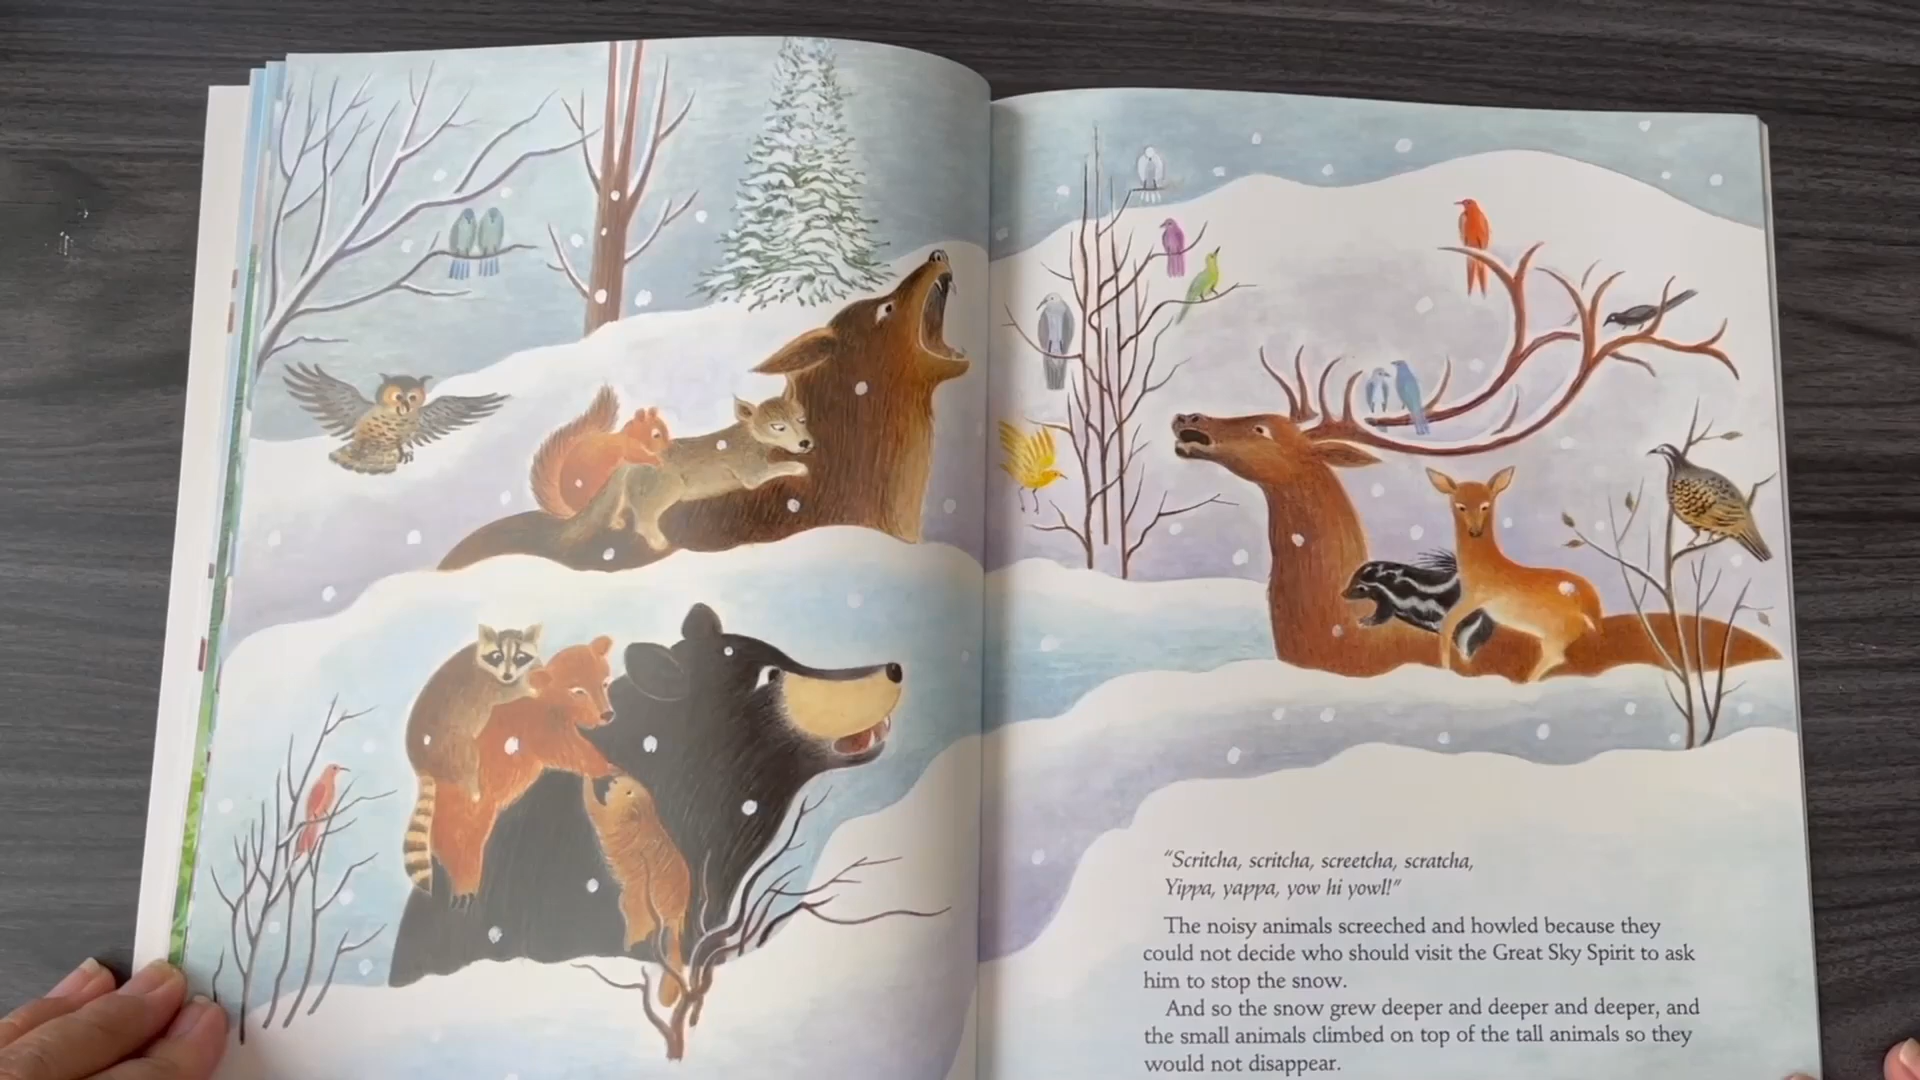 “Scritcha, scritcha, screetcha, scratcha,
Yippa, yappa, yow hi yowl!”
The noisy animals screeched and howled because they
could not decide who should visit the Great Sky Spirit to ask
him to stop the snow.
And so the snow grew deeper and deeper and deeper, and
the small animals climbed on top of the tall animals so they
would not disappear.